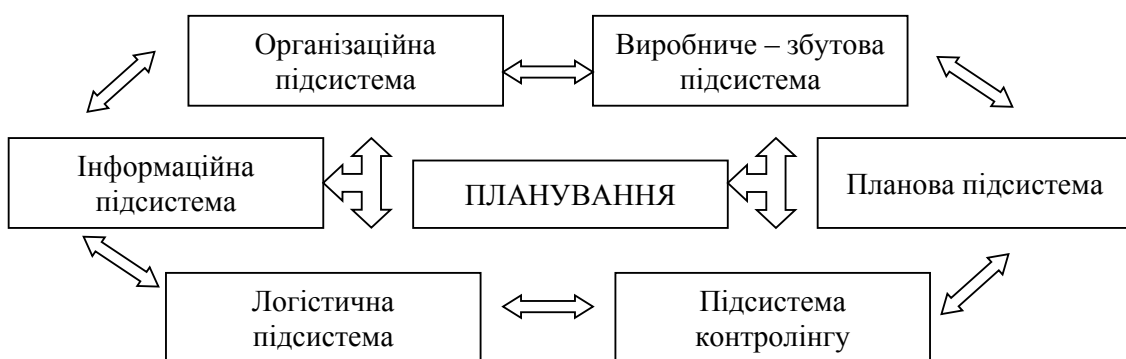 Організаційна
підсистема
Виробниче – збутова
підсистема
Інформаційна
підсистема
ПЛАНУВАННЯ
Планова підсистема
Логістична
підсистема
Підсистема
контролінгу